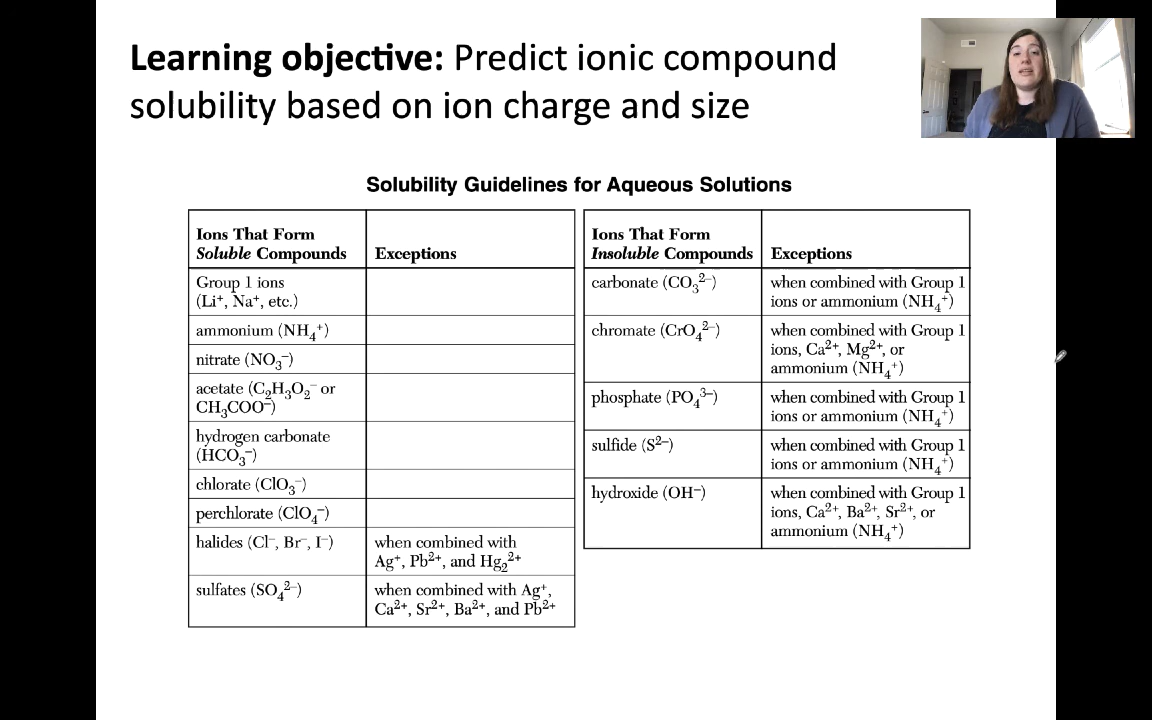 Learning objective: Predict ionic compound
solubility based on ion charge and size
Solubility Guidelines for Aqueous Solutions
Ions That Form
Soluble Compounds
Exceptions
Group 1 ions
(Li⁺, Na⁺, etc.)
ammonium (NH₄⁺)
nitrate (NO₃⁻)
acetate (C₂H₃O₂⁻ or
CH₃COO⁻)
hydrogen carbonate
(HCO₃⁻)
chlorate (ClO₃⁻)
perchlorate (ClO₄⁻)
halides (Cl⁻, Br⁻, I⁻)
when combined with
Ag⁺, Pb²⁺, and Hg₂²⁺
sulfates (SO₄²⁻)
when combined with Ag⁺,
Ca²⁺, Sr²⁺, Ba²⁺, and Pb²⁺
Ions That Form
Insoluble Compounds
Exceptions
carbonate (CO₃²⁻)
when combined with Group 1
ions or ammonium (NH₄⁺)
chromate (CrO₄²⁻)
when combined with Group 1
ions, Ca²⁺, Mg²⁺, or
ammonium (NH₄⁺)
phosphate (PO₄³⁻)
when combined with Group 1
ions or ammonium (NH₄⁺)
sulfide (S²⁻)
when combined with Group 1
ions or ammonium (NH₄⁺)
hydroxide (OH⁻)
when combined with Group 1
ions, Ca²⁺, Ba²⁺, Sr²⁺, or
ammonium (NH₄⁺)